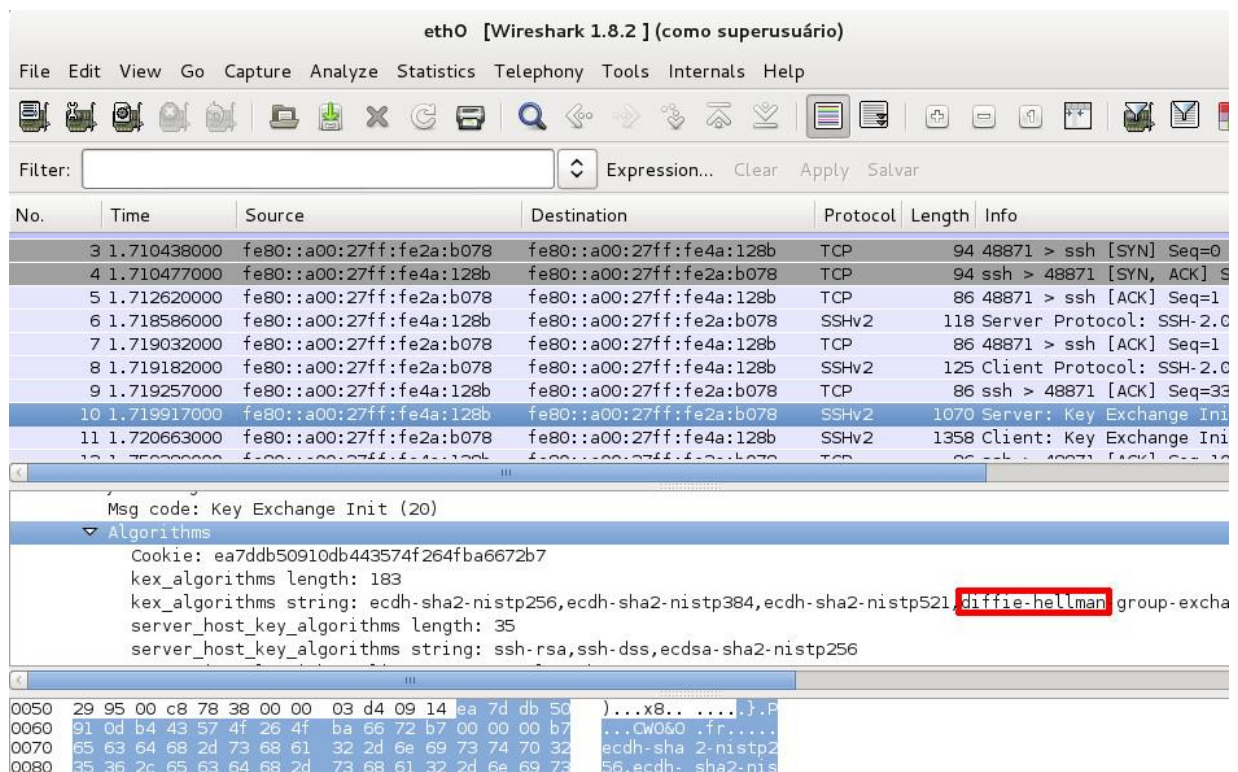 eth0 [Wireshark 1.8.2 ] (como superusuário)
File Edit View Go Capture Analyze Statistics Telephony Tools Internals Help
Filter: Expression... Clear Apply Salvar
No. Time Source Destination Protocol Length Info
3 1.710438000 fe80::a00:27ff:fe2a:b078 fe80::a00:27ff:fe4a:128b TCP 94 48871 > ssh [SYN] Seq=0
4 1.710477000 fe80::a00:27ff:fe4a:128b fe80::a00:27ff:fe2a:b078 TCP 94 ssh > 48871 [SYN, ACK] S
5 1.712620000 fe80::a00:27ff:fe2a:b078 fe80::a00:27ff:fe4a:128b TCP 86 48871 > ssh [ACK] Seq=1
6 1.718586000 fe80::a00:27ff:fe4a:128b fe80::a00:27ff:fe2a:b078 SSHv2 118 Server Protocol: SSH-2.0
7 1.719032000 fe80::a00:27ff:fe2a:b078 fe80::a00:27ff:fe4a:128b TCP 86 48871 > ssh [ACK] Seq=1
8 1.719182000 fe80::a00:27ff:fe2a:b078 fe80::a00:27ff:fe4a:128b SSHv2 125 Client Protocol: SSH-2.0
9 1.719257000 fe80::a00:27ff:fe4a:128b fe80::a00:27ff:fe2a:b078 TCP 86 ssh > 48871 [ACK] Seq=33
10 1.719917000 fe80::a00:27ff:fe4a:128b fe80::a00:27ff:fe2a:b078 SSHv2 1070 Server: Key Exchange Ini
11 1.720663000 fe80::a00:27ff:fe2a:b078 fe80::a00:27ff:fe4a:128b SSHv2 1358 Client: Key Exchange Ini
Msg code: Key Exchange Init (20)
Algorithms
Cookie: ea7ddb50910db443574f264fba6672b7
kex_algorithms length: 183
kex_algorithms string: ecdh-sha2-nistp256,ecdh-sha2-nistp384,ecdh-sha2-nistp521,diffie-hellman-group-excha
server_host_key_algorithms length: 35
server_host_key_algorithms string: ssh-rsa,ssh-dss,ecdsa-sha2-nistp256
0050 29 95 00 c8 78 38 00 00 03 d4 09 14 ea 7d db 50 )...x8.. .....}.P
0060 91 0d b4 43 57 4f 26 4f ba 66 72 b7 00 00 00 b7 ...CWO&O .fr.....
0070 65 63 64 68 2d 73 68 61 32 2d 6e 69 73 74 70 32 ecdh-sha 2-nistp2
0080 35 36 2c 65 63 64 68 2d 73 68 61 32 2d 6e 69 73 56,ecdh- sha2-nis